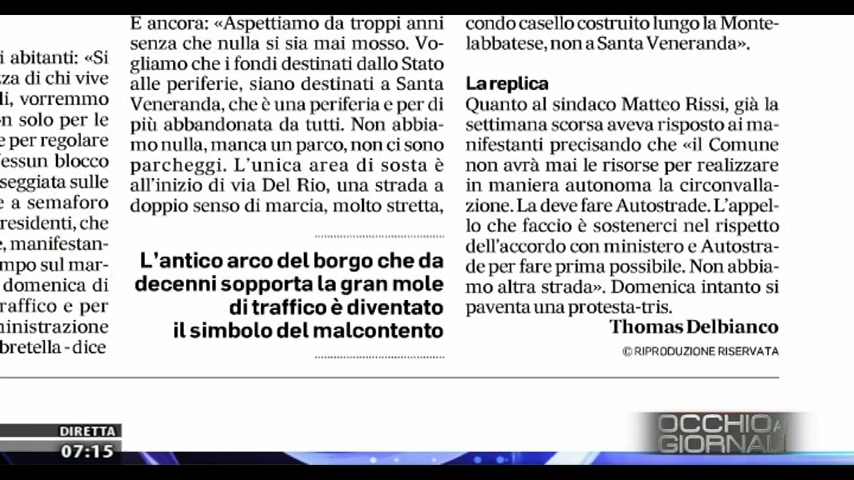 i abitanti: «Sì
za di chi vive
li, vorremmo
n solo per le
e per regolare
essun blocco
seggiata sulle
e a semaforo
residenti, che
, manifestan-
mpo sul mar-
domenica di
raffico e per
ministrazione
bretella - dice
E ancora: «Aspettiamo da troppi anni
senza che nulla si sia mai mosso. Vo-
gliamo che i fondi destinati dallo Stato
alle periferie, siano destinati a Santa
Veneranda, che è una periferia e per di
più abbandonata da tutti. Non abbia-
mo nulla, manca un parco, non ci sono
parcheggi. L'unica area di sosta è
all'inizio di via Del Rio, una strada a
doppio senso di marcia, molto stretta,
L'antico arco del borgo che da
decenni sopporta la gran mole
di traffico è diventato
il simbolo del malcontento
condo casello costruito lungo la Monte-
labbatese, non a Santa Veneranda».
La replica
Quanto al sindaco Matteo Rissi, già la
settimana scorsa aveva risposto ai ma-
nifestanti precisando che «il Comune
non avrà mai le risorse per realizzare
in maniera autonoma la circonvalla-
zione. La deve fare Autostrade. L'appel-
lo che faccio è sostenerci nel rispetto
dell'accordo con ministero e Autostra-
de per fare prima possibile. Non abbia-
mo altra strada». Domenica intanto si
paventa una protesta-tris.
Thomas Delbianco
© RIPRODUZIONE RISERVATA
DIRETTA
07:15
OCCHIO AI
GIORNALI